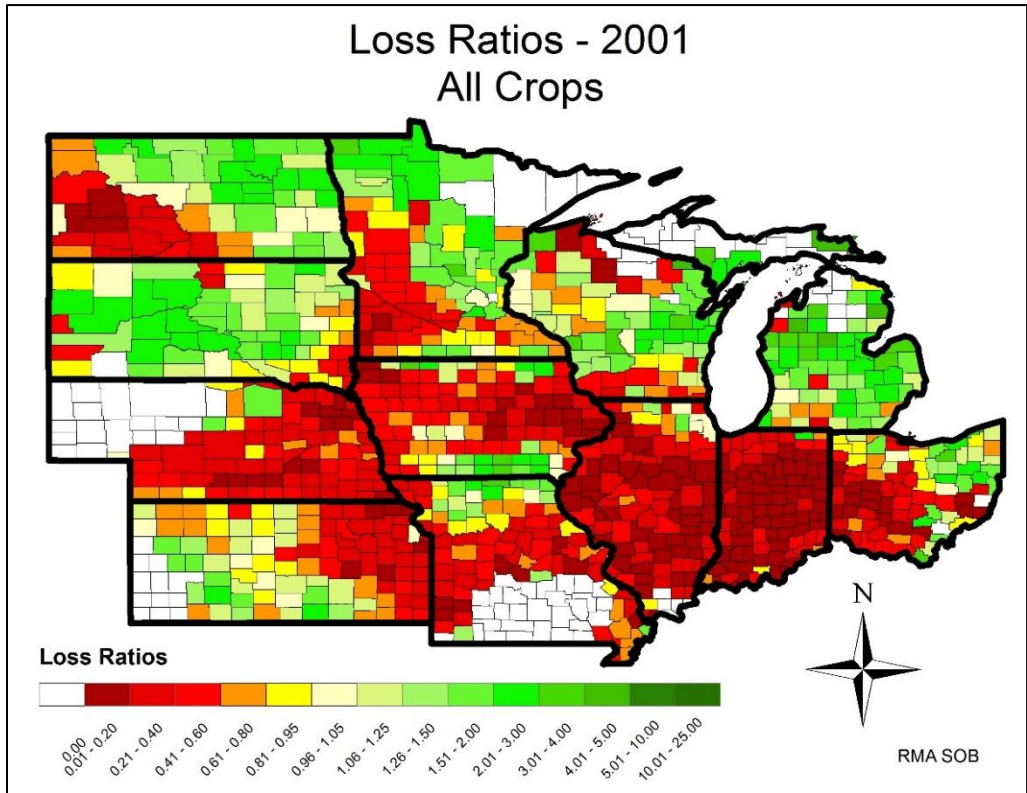 Loss Ratios - 2001
All Crops
N
Loss Ratios
0.00
0.01 - 0.20
0.21 - 0.40
0.41 - 0.60
0.61 - 0.80
0.81 - 0.95
0.96 - 1.05
1.06 - 1.25
1.26 - 1.50
1.51 - 2.00
2.01 - 3.00
3.01 - 4.00
4.01 - 5.00
5.01 - 10.00
10.01 - 25.00
RMA SOB